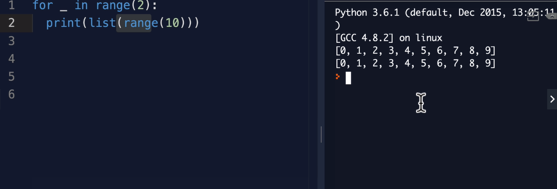 1 for _ in range(2):
2 print(list(range(10)))
3
4
5
6
Python 3.6.1 (default, Dec 2015, 13:05:11
)
[GCC 4.8.2] on linux
[0, 1, 2, 3, 4, 5, 6, 7, 8, 9]
[0, 1, 2, 3, 4, 5, 6, 7, 8, 9]
>